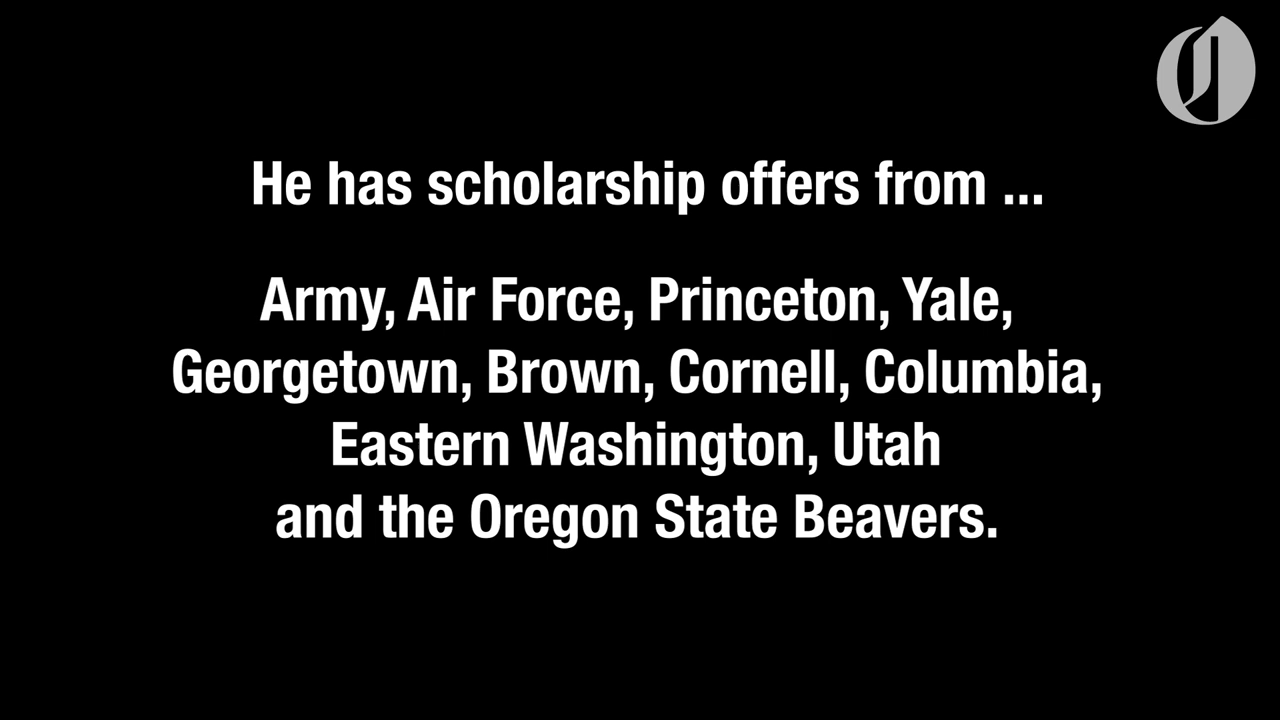 He has scholarship offers from ...
Army, Air Force, Princeton, Yale,
Georgetown, Brown, Cornell, Columbia,
Eastern Washington, Utah
and the Oregon State Beavers.